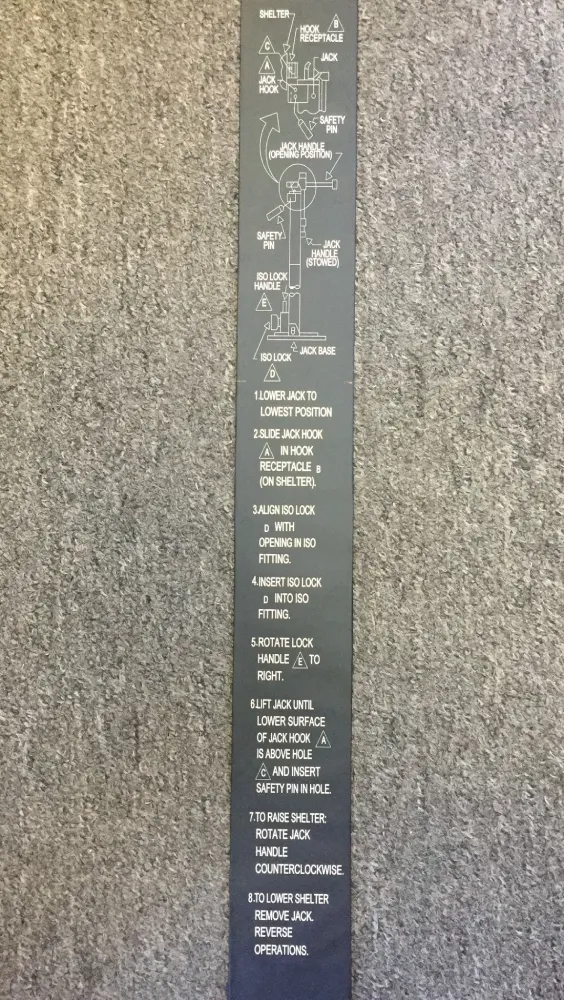 SHELTER
B
HOOK
RECEPTACLE
C
A
JACK
JACK
HOOK
SAFETY
PIN
JACK HANDLE
(OPENING POSITION)
SAFETY
PIN
JACK
HANDLE
(STOWED)
ISO LOCK
HANDLE
E
JACK BASE
ISO LOCK
D
1.LOWER JACK TO
LOWEST POSITION
2.SLIDE JACK HOOK
A IN HOOK
RECEPTACLE B
(ON SHELTER).
3.ALIGN ISO LOCK
D WITH
OPENING IN ISO
FITTING.
4.INSERT ISO LOCK
D INTO ISO
FITTING.
5.ROTATE LOCK
HANDLE E TO
RIGHT.
6.LIFT JACK UNTIL
LOWER SURFACE
OF JACK HOOK A
IS ABOVE HOLE
C AND INSERT
SAFETY PIN IN HOLE.
7.TO RAISE SHELTER:
ROTATE JACK
HANDLE
COUNTERCLOCKWISE.
8.TO LOWER SHELTER
REMOVE JACK.
REVERSE
OPERATIONS.